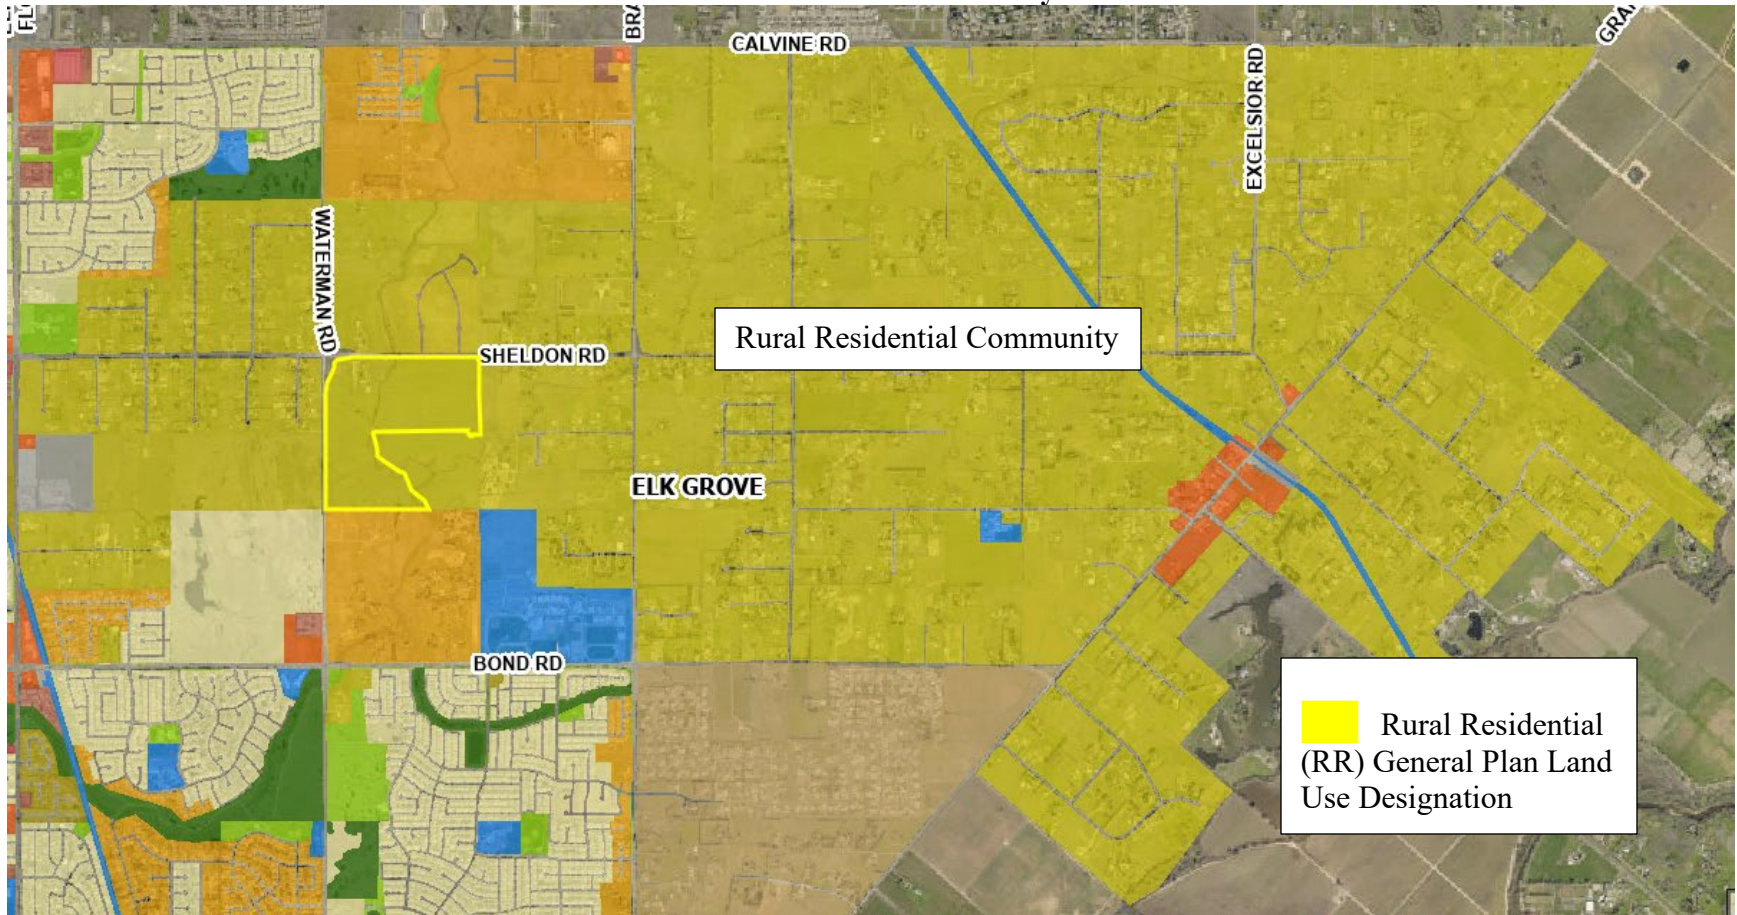 BRA
CALVINE RD
EXCELSIOR RD
WATERMAN RD
Rural Residential Community
SHELDON RD
ELK GROVE
BOND RD
Rural Residential
(RR) General Plan Land
Use Designation